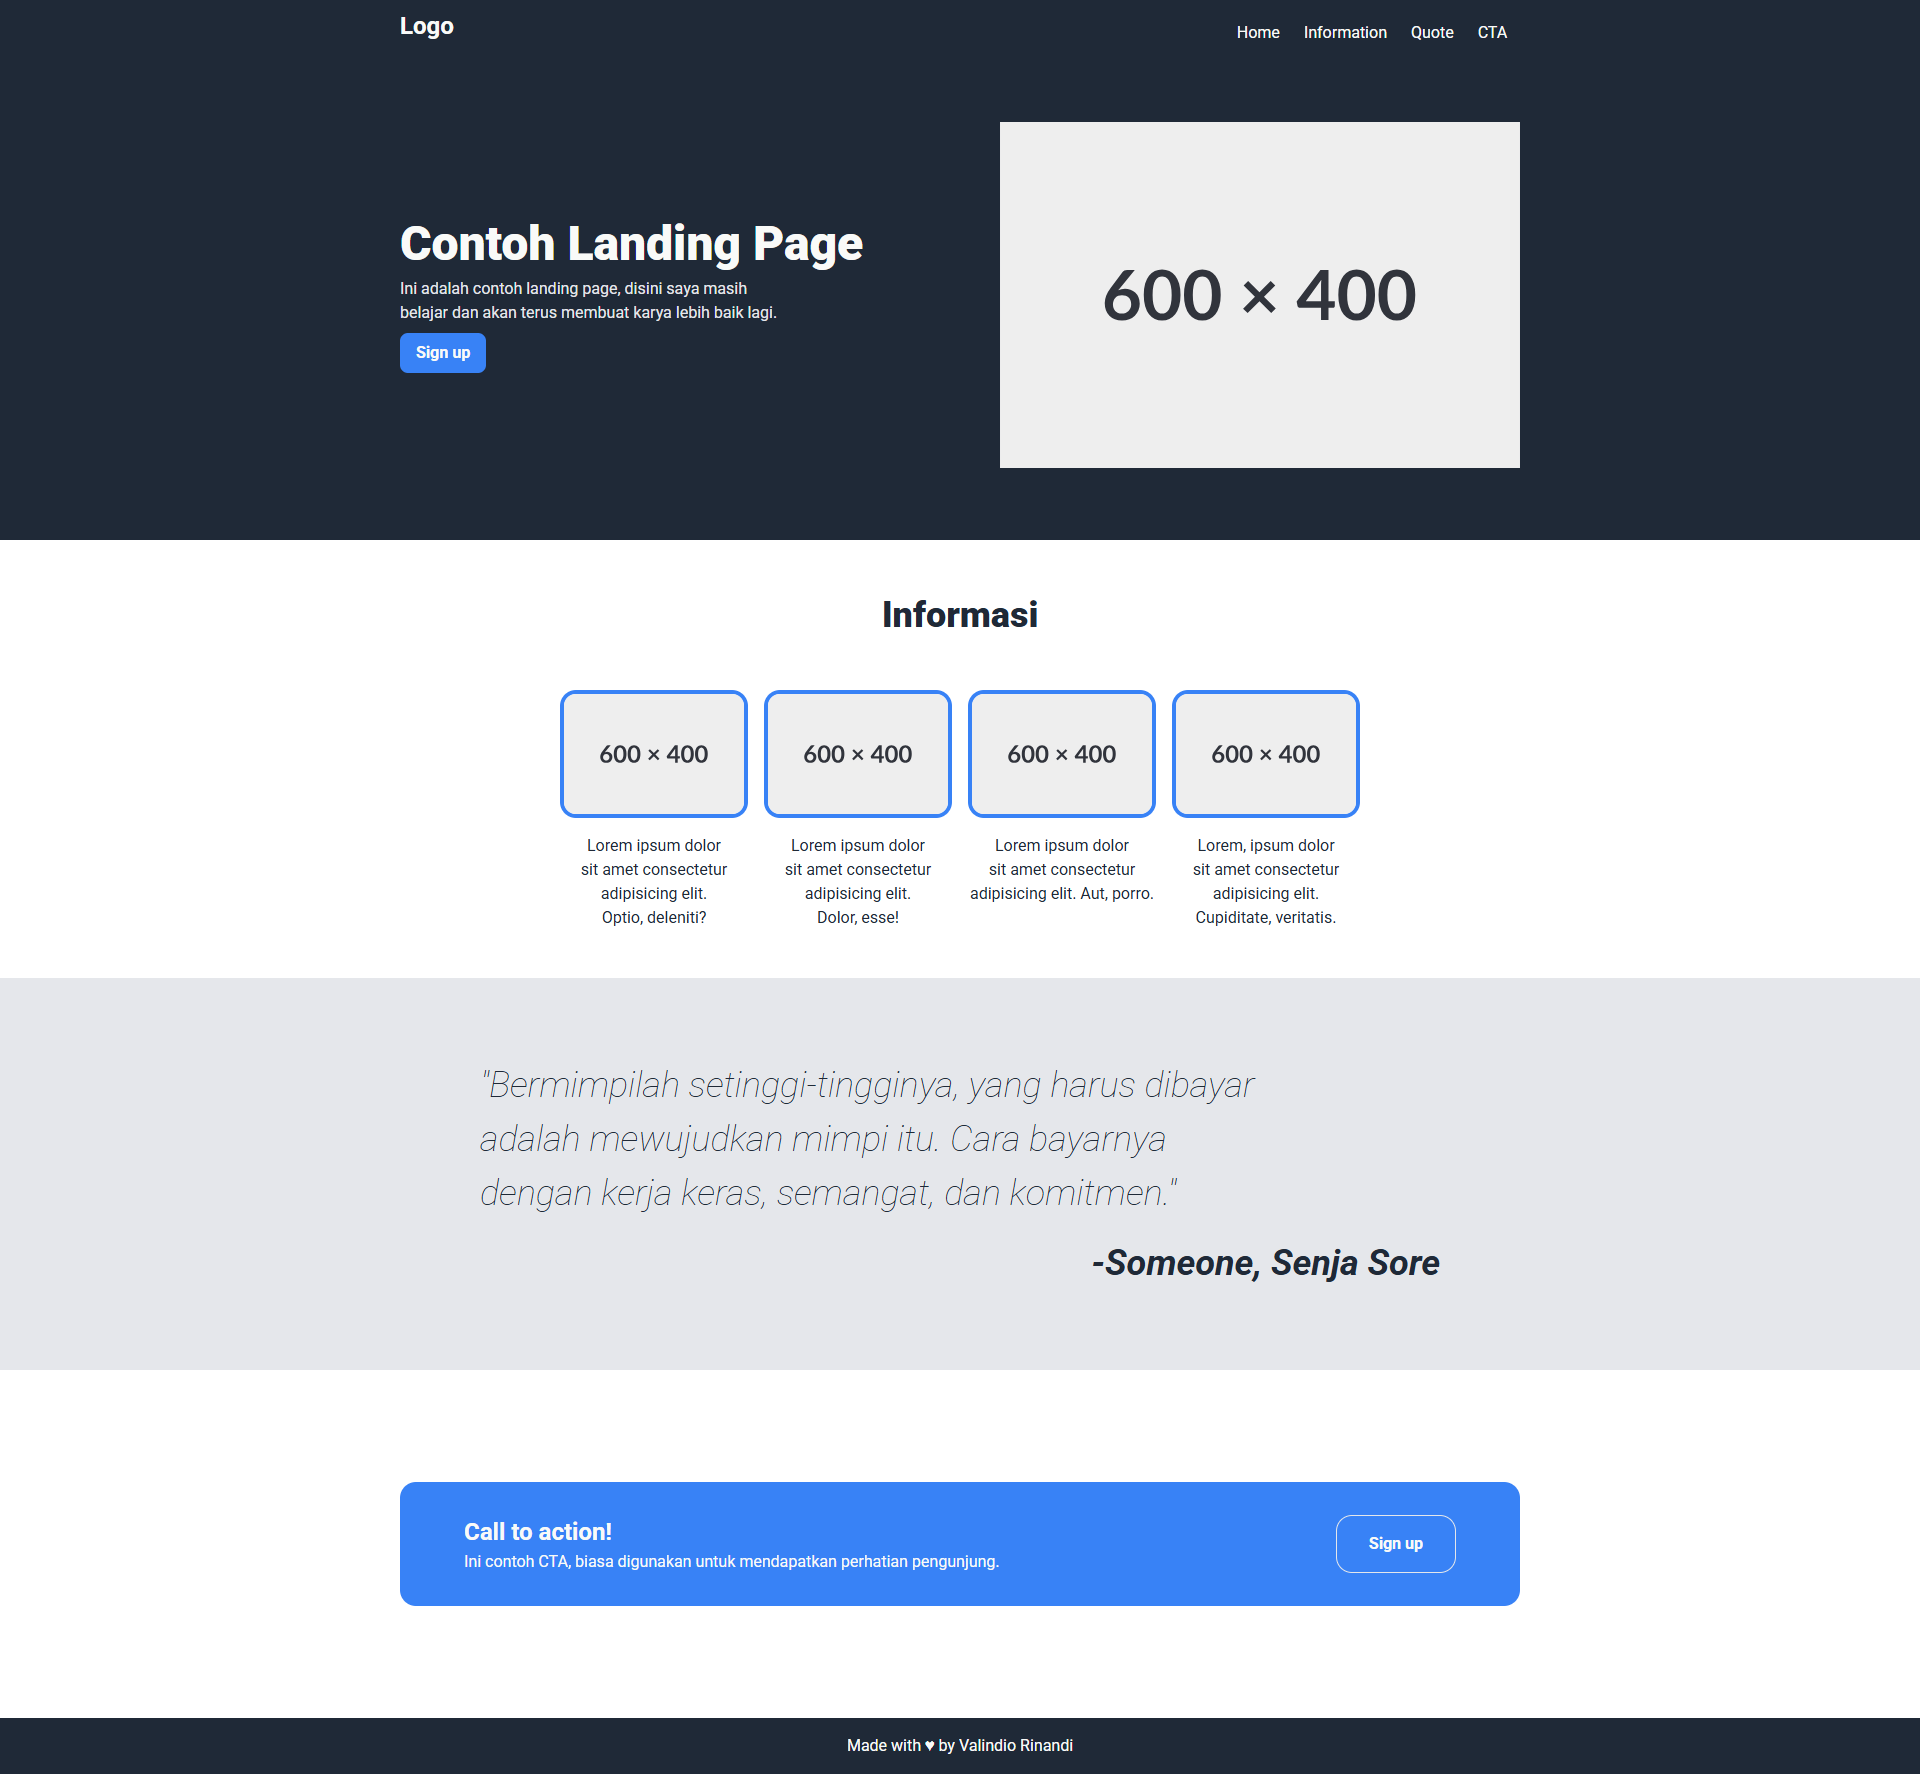 Logo
Home Information Quote CTA
Contoh Landing Page
Ini adalah contoh landing page, disini saya masih
belajar dan akan terus membuat karya lebih baik lagi.
Sign up
600 × 400
Informasi
600 × 400
Lorem ipsum dolor
sit amet consectetur
adipisicing elit.
Optio, deleniti?
600 × 400
Lorem ipsum dolor
sit amet consectetur
adipisicing elit.
Dolor, esse!
600 × 400
Lorem ipsum dolor
sit amet consectetur
adipisicing elit. Aut, porro.
600 × 400
Lorem, ipsum dolor
sit amet consectetur
adipisicing elit.
Cupiditate, veritatis.
"Bermimpilah setinggi-tingginya, yang harus dibayar
adalah mewujudkan mimpi itu. Cara bayarnya
dengan kerja keras, semangat, dan komitmen."
-Someone, Senja Sore
Call to action!
Ini contoh CTA, biasa digunakan untuk mendapatkan perhatian pengunjung.
Sign up
Made with ♥ by Valindio Rinandi